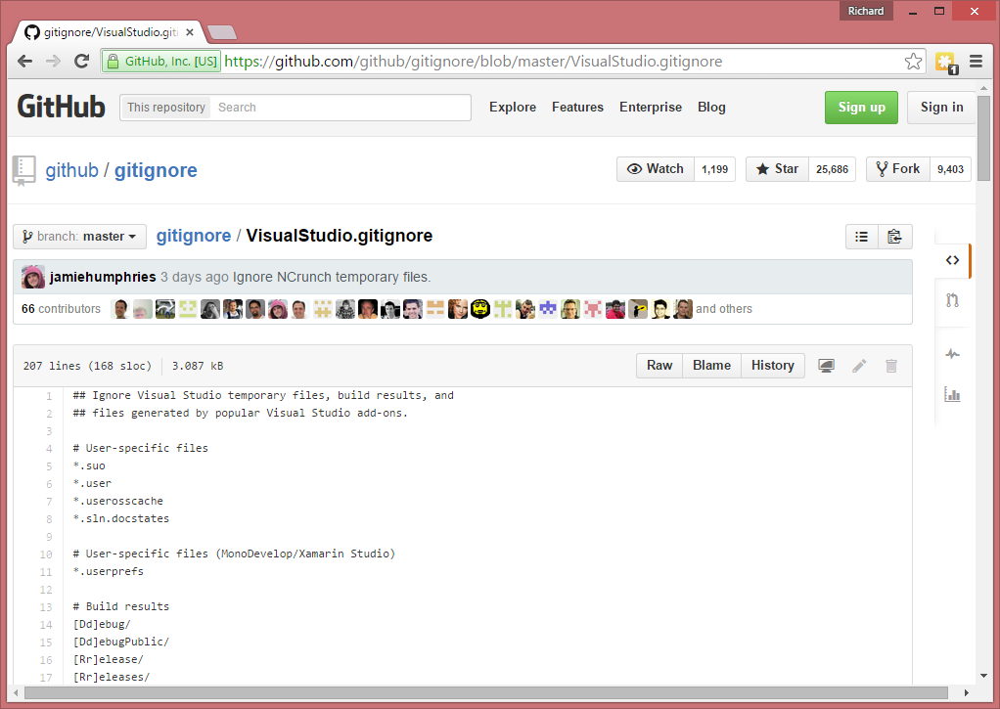 Richard
gitignore/VisualStudio.giti
GitHub, Inc. [US] https://github.com/github/gitignore/blob/master/VisualStudio.gitignore
1
GitHub This repository Search Explore Features Enterprise Blog Sign up Sign in
github / gitignore Watch 1,199 Star 25,686 Fork 9,403
branch: master gitignore / VisualStudio.gitignore
jamiehumphries 3 days ago Ignore NCrunch temporary files.
66 contributors and others
207 lines (168 sloc) 3.087 kB Raw Blame History
1 ## Ignore Visual Studio temporary files, build results, and
2 ## files generated by popular Visual Studio add-ons.
3
4 # User-specific files
5 *.suo
6 *.user
7 *.userosscache
8 *.sln.docstates
9
10 # User-specific files (MonoDevelop/Xamarin Studio)
11 *.userprefs
12
13 # Build results
14 [Dd]ebug/
15 [Dd]ebugPublic/
16 [Rr]elease/
17 [Rr]eleases/